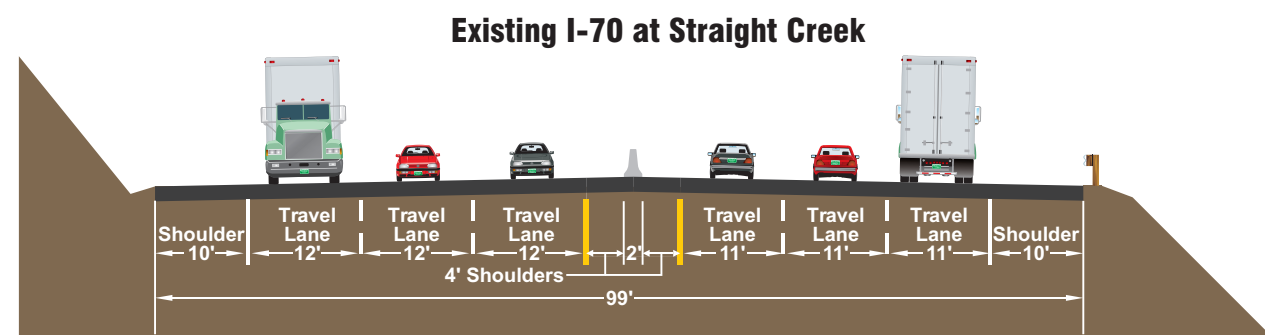 Existing I-70 at Straight Creek
Shoulder
10'
Travel
Lane
12'
Travel
Lane
12'
Travel
Lane
12'
2'
Travel
Lane
11'
Travel
Lane
11'
Travel
Lane
11'
Shoulder
10'
4' Shoulders
99'